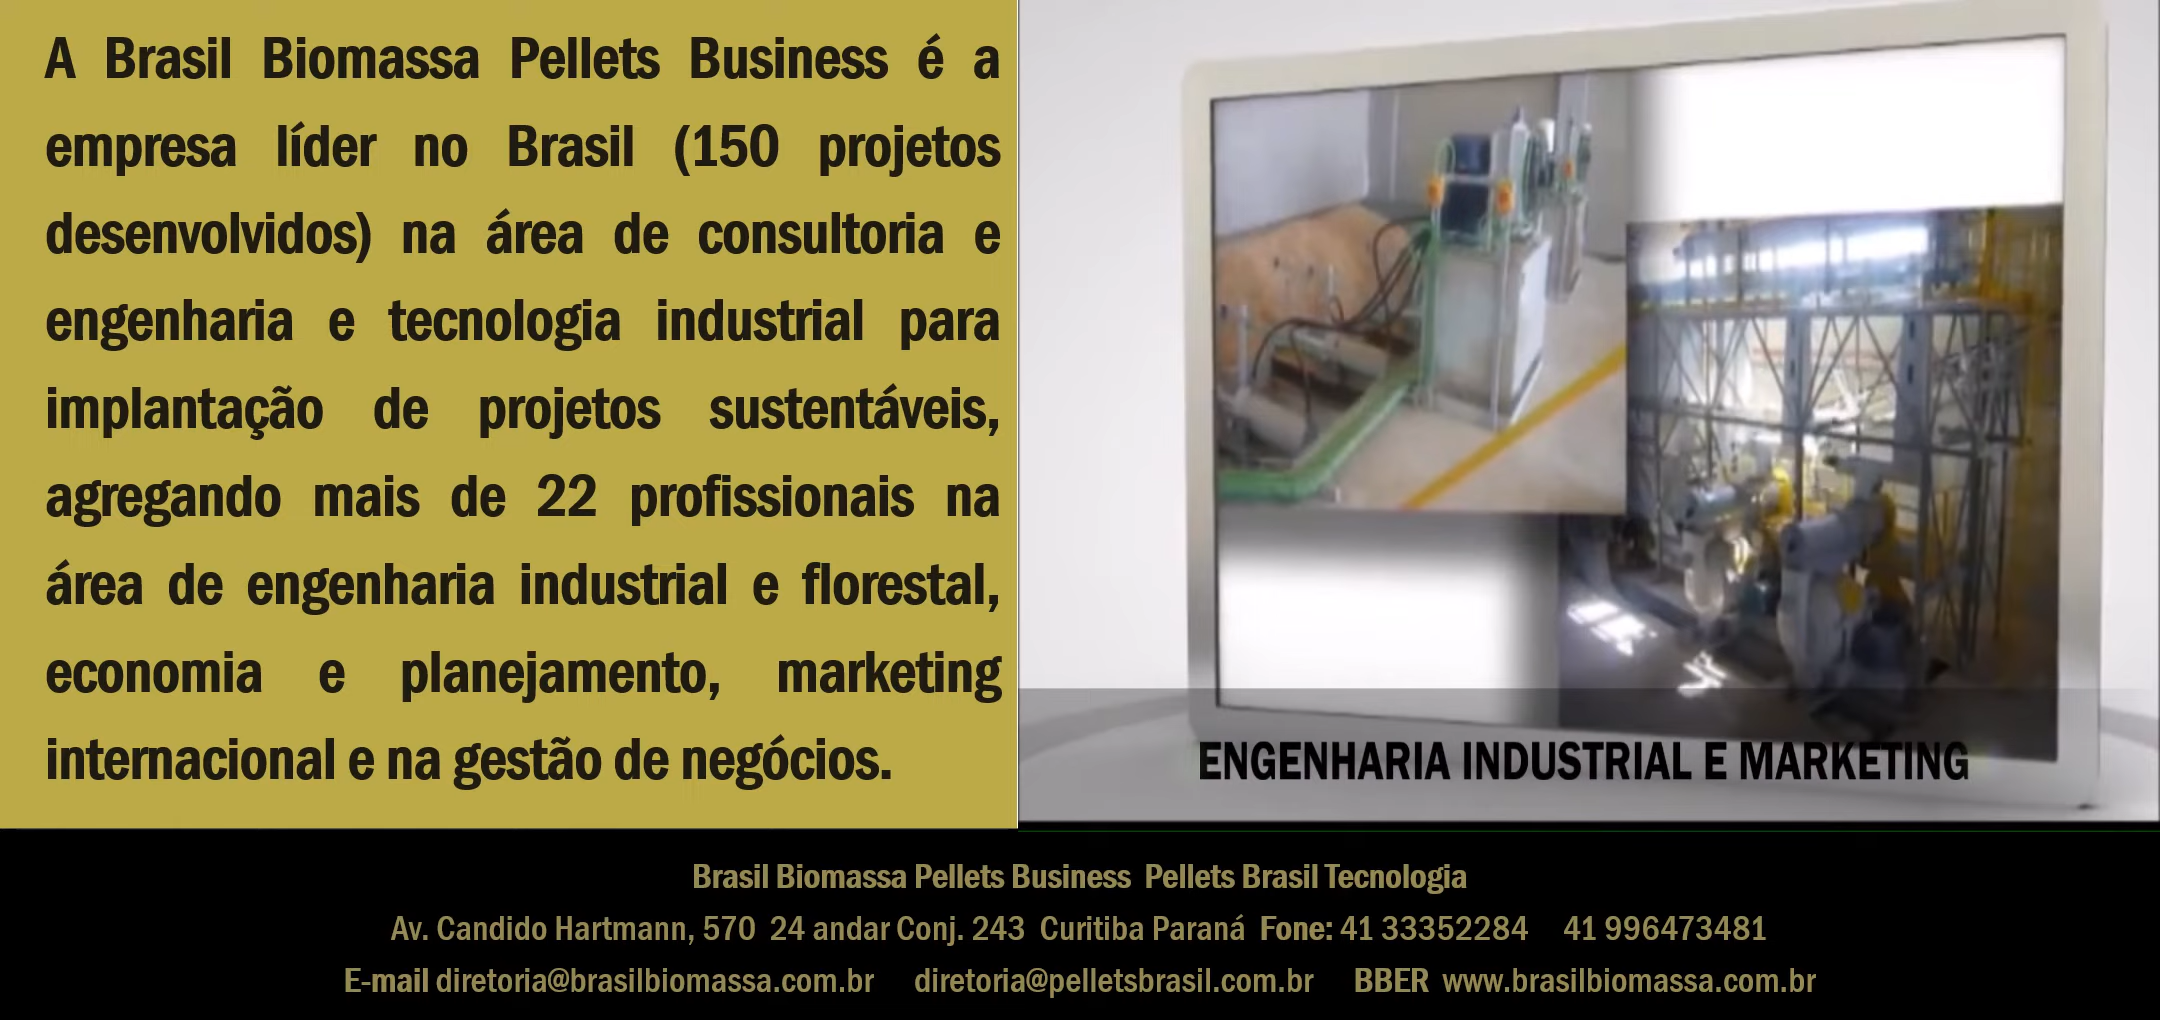 A Brasil Biomassa Pellets Business é a
empresa líder no Brasil (150 projetos
desenvolvidos) na área de consultoria e
engenharia e tecnologia industrial para
implantação de projetos sustentáveis,
agregando mais de 22 profissionais na
área de engenharia industrial e florestal,
economia e planejamento, marketing
internacional e na gestão de negócios.
ENGENHARIA INDUSTRIAL E MARKETING
Brasil Biomassa Pellets Business Pellets Brasil Tecnologia
Av. Candido Hartmann, 570 24 andar Conj. 243 Curitiba Paraná Fone: 41 33352284 41 996473481
E-mail diretoria@brasilbiomassa.com.br diretoria@pelletsbrasil.com.br BBER www.brasilbiomassa.com.br